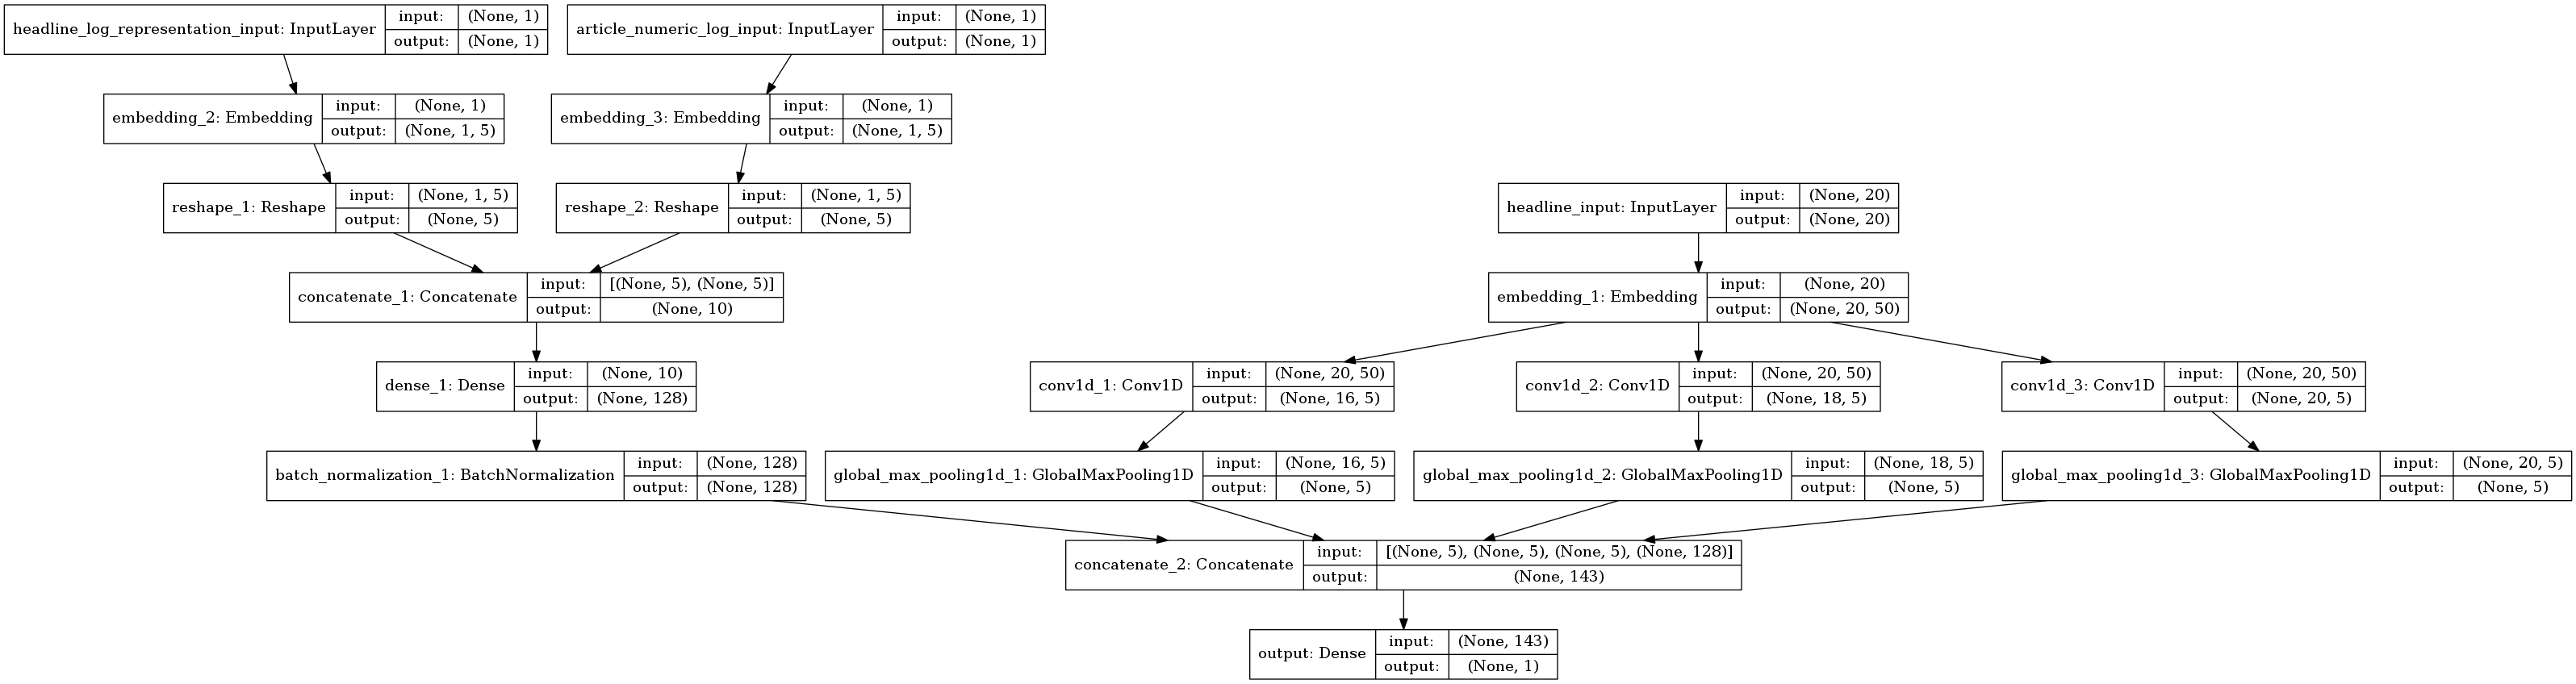 headline_log_representation_input: InputLayer
input:
(None, 1)
output:
(None, 1)
article_numeric_log_input: InputLayer
input:
(None, 1)
output:
(None, 1)
embedding_2: Embedding
input:
(None, 1)
output:
(None, 1, 5)
embedding_3: Embedding
input:
(None, 1)
output:
(None, 1, 5)
reshape_1: Reshape
input:
(None, 1, 5)
output:
(None, 5)
reshape_2: Reshape
input:
(None, 1, 5)
output:
(None, 5)
headline_input: InputLayer
input:
(None, 20)
output:
(None, 20)
concatenate_1: Concatenate
input:
[(None, 5), (None, 5)]
output:
(None, 10)
embedding_1: Embedding
input:
(None, 20)
output:
(None, 20, 50)
dense_1: Dense
input:
(None, 10)
output:
(None, 128)
conv1d_1: Conv1D
input:
(None, 20, 50)
output:
(None, 16, 5)
conv1d_2: Conv1D
input:
(None, 20, 50)
output:
(None, 18, 5)
conv1d_3: Conv1D
input:
(None, 20, 50)
output:
(None, 20, 5)
batch_normalization_1: BatchNormalization
input:
(None, 128)
output:
(None, 128)
global_max_pooling1d_1: GlobalMaxPooling1D
input:
(None, 16, 5)
output:
(None, 5)
global_max_pooling1d_2: GlobalMaxPooling1D
input:
(None, 18, 5)
output:
(None, 5)
global_max_pooling1d_3: GlobalMaxPooling1D
input:
(None, 20, 5)
output:
(None, 5)
concatenate_2: Concatenate
input:
[(None, 5), (None, 5), (None, 5), (None, 128)]
output:
(None, 143)
output: Dense
input:
(None, 143)
output:
(None, 1)